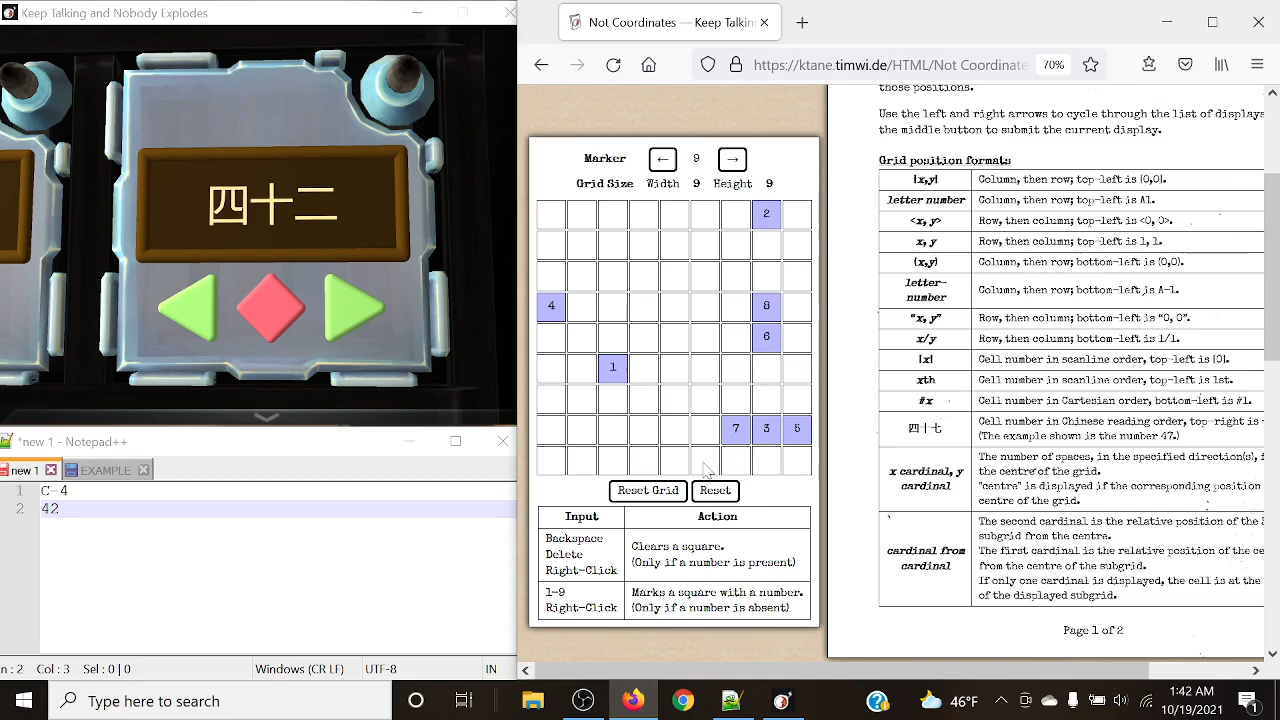 Keep Talking and Nobody Explodes
四十二
*new 1 - Notepad++
new 1
EXAMPLE
1 C-4
2 42
n : 2 Col : 3 Sel : 0 | 0
Windows (CR LF)
UTF-8
IN
Not Coordinates — Keep Talkin
https://ktane.timwi.de/HTML/Not Coordinate
70%
Marker ← 9 →
Grid Size Width 9 Height 9
2
4 8
6
1
7 3 5
Reset Grid Reset
Input Action
Backspace
Delete
Right-Click
Clears a square.
(Only if a number is present)
1-9
Right-Click
Marks a square with a number.
(Only if a number is absent)
those positions.
Use the left and right arrows to cycle through the list of displays
the middle button to submit the current display.
Grid position formats
[x,y] Column, then row; top-left is [0,0].
letter number Column, then row; top-left is A1.
<x, y> Row, then column; top-left is <0, 0>.
x, y Row, then column; top-left is 1, 1.
(x,y) Column, then row; bottom-left is (0,0).
letter-
number
Column, then row; bottom-left is A-1.
“x, y” Row, then column; bottom-left is “0, 0”.
x/y Row, then column; bottom-left is 1/1.
[x] Cell number in scanline order, top-left is [0].
xth Cell number in scanline order, top-left is 1st.
#x Cell number in Cartesian order, bottom-left is #1.
四十七
Cell number in Chinese reading order, top-right is
(The example shown is the number 47.)
x cardinal, y
cardinal
The number of spaces, in the specified direction(s),
the centre of the grid.
“centre” is displayed if the corresponding position
centre of the grid.
cardinal from
cardinal
The second cardinal is the relative position of the
subgrid from the centre.
The first cardinal is the relative position of the ce
from the centre of the subgrid.
If only one cardinal is displayed, the cell is at the
of the displayed subgrid.
Page 1 of 2
Type here to search
46°F
1:42 AM
10/19/2021